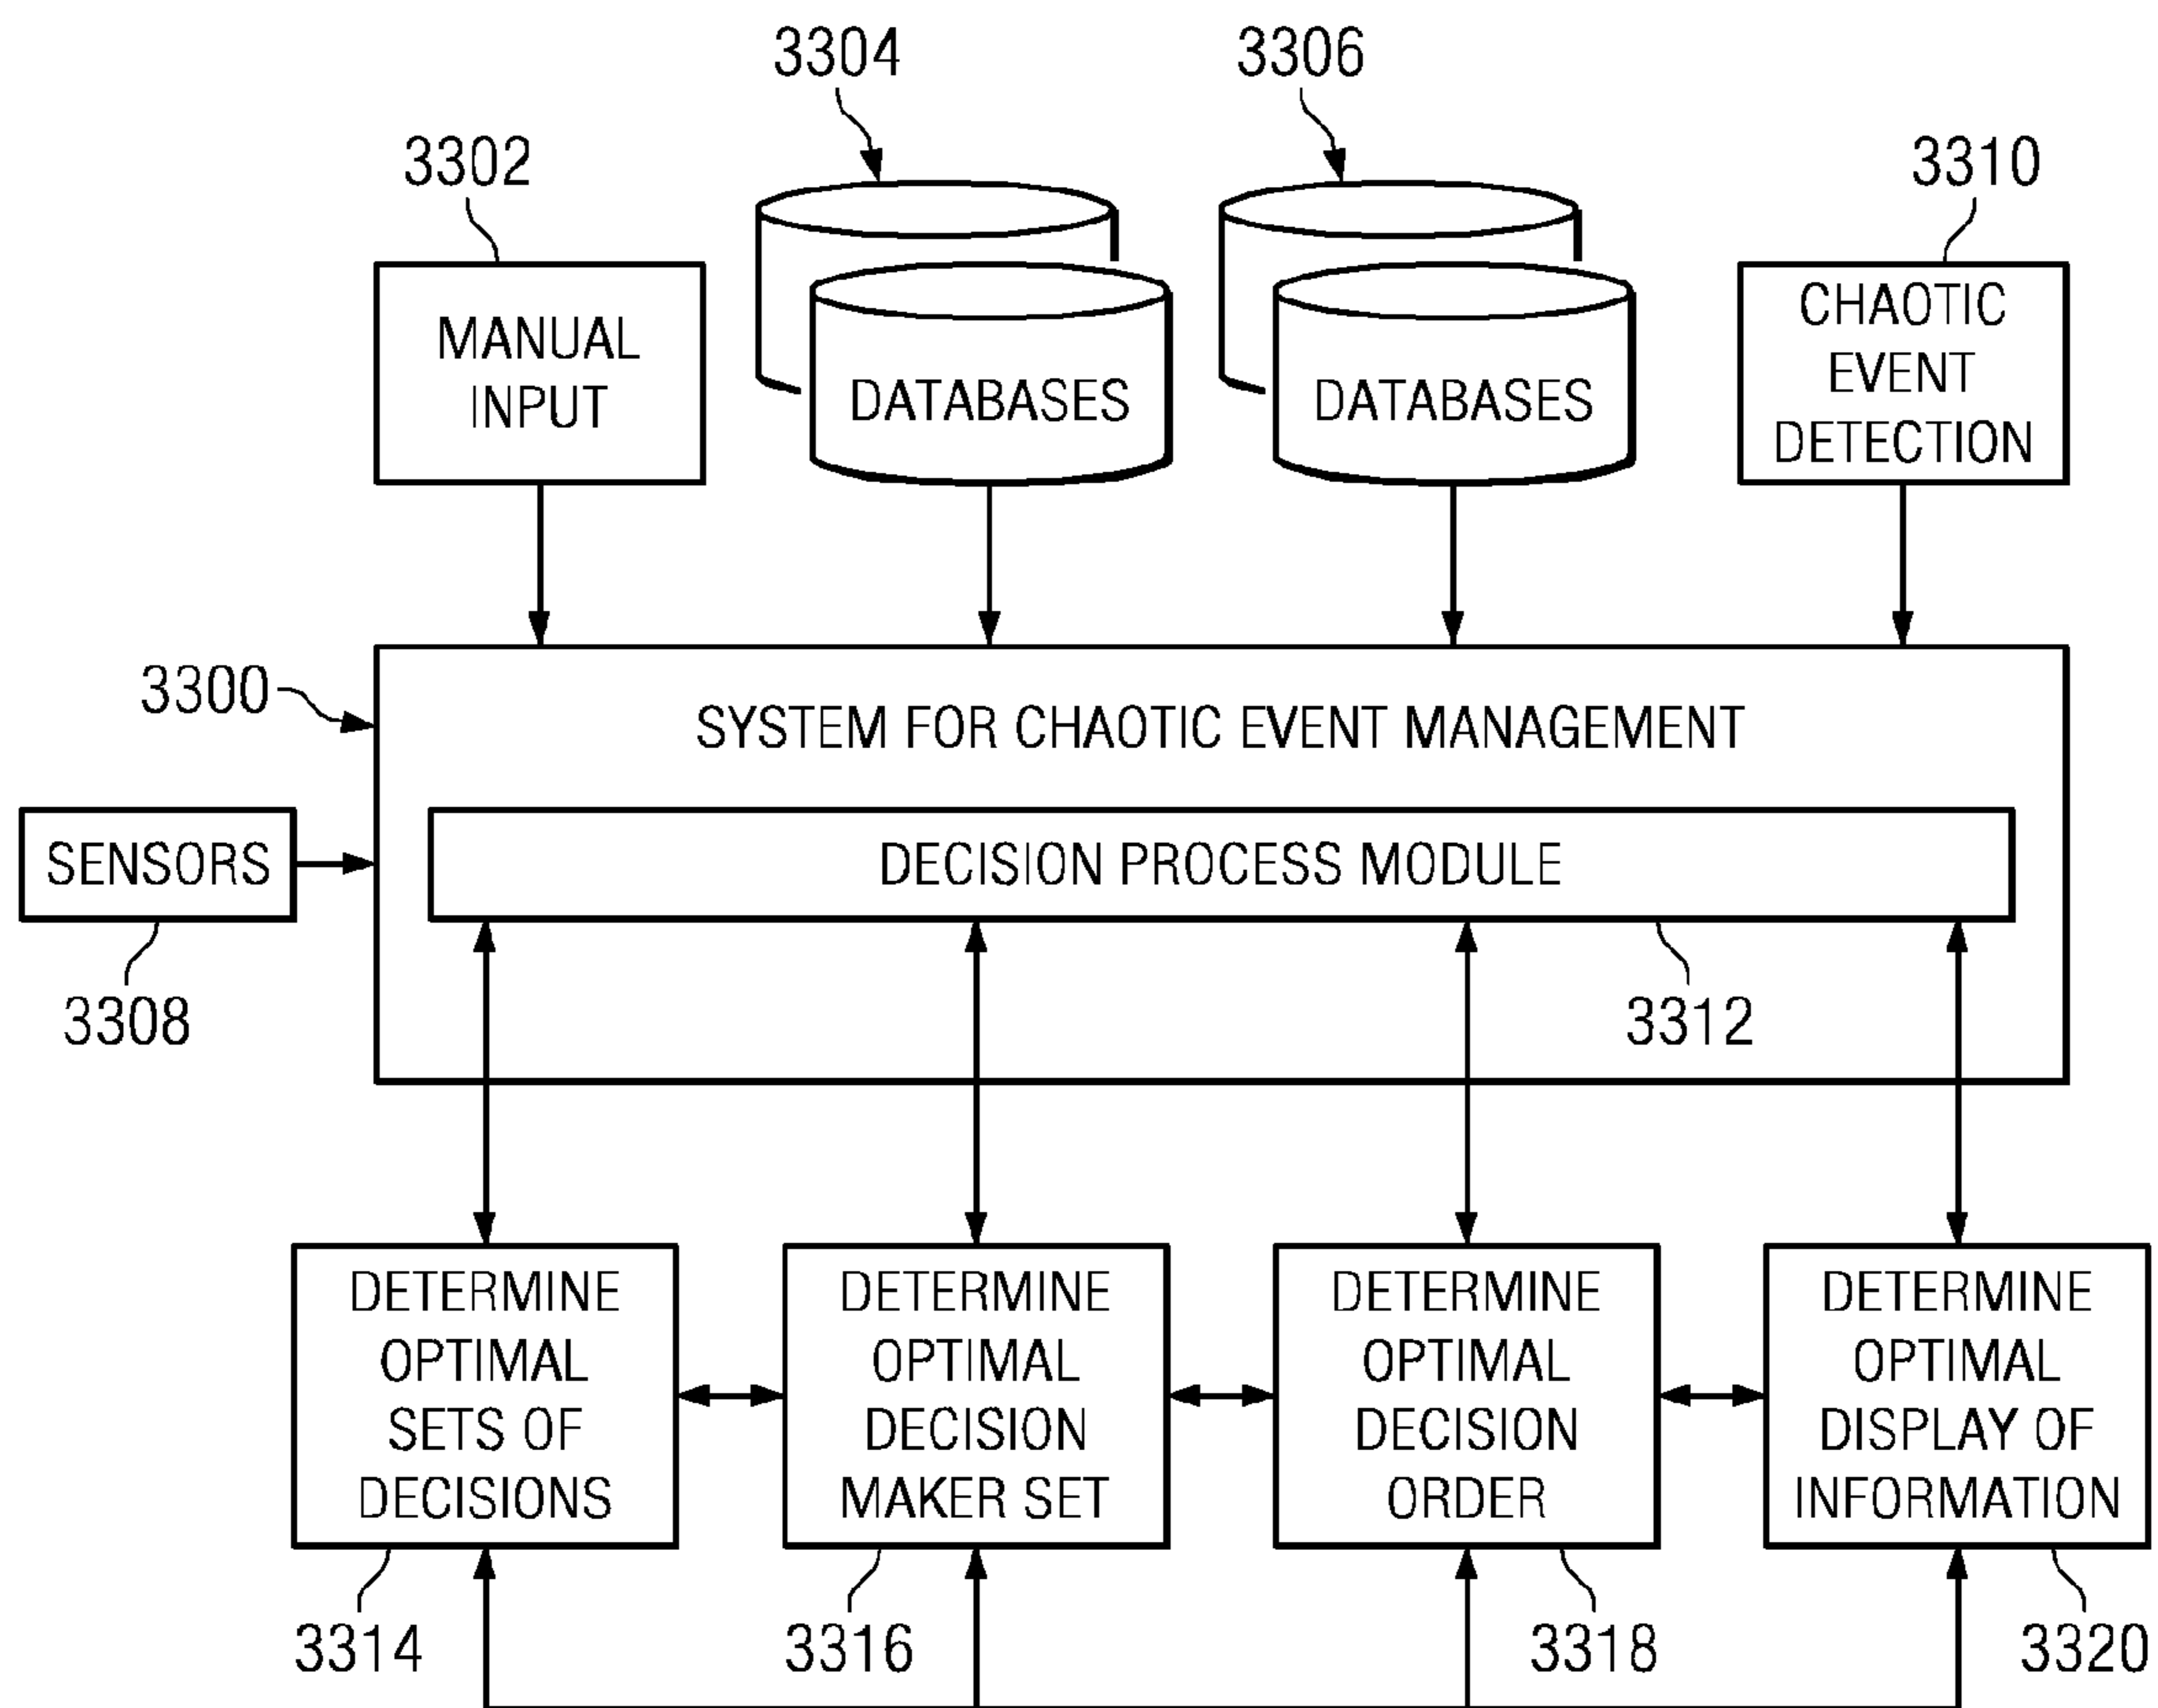 3304
3306
3302
3310
MANUAL
INPUT
DATABASES
DATABASES
CHAOTIC
EVENT
DETECTION
3300
SYSTEM FOR CHAOTIC EVENT MANAGEMENT
SENSORS
DECISION PROCESS MODULE
3308
3312
DETERMINE
OPTIMAL
SETS OF
DECISIONS
DETERMINE
OPTIMAL
DECISION
MAKER SET
DETERMINE
OPTIMAL
DECISION
ORDER
DETERMINE
OPTIMAL
DISPLAY OF
INFORMATION
3314
3316
3318
3320